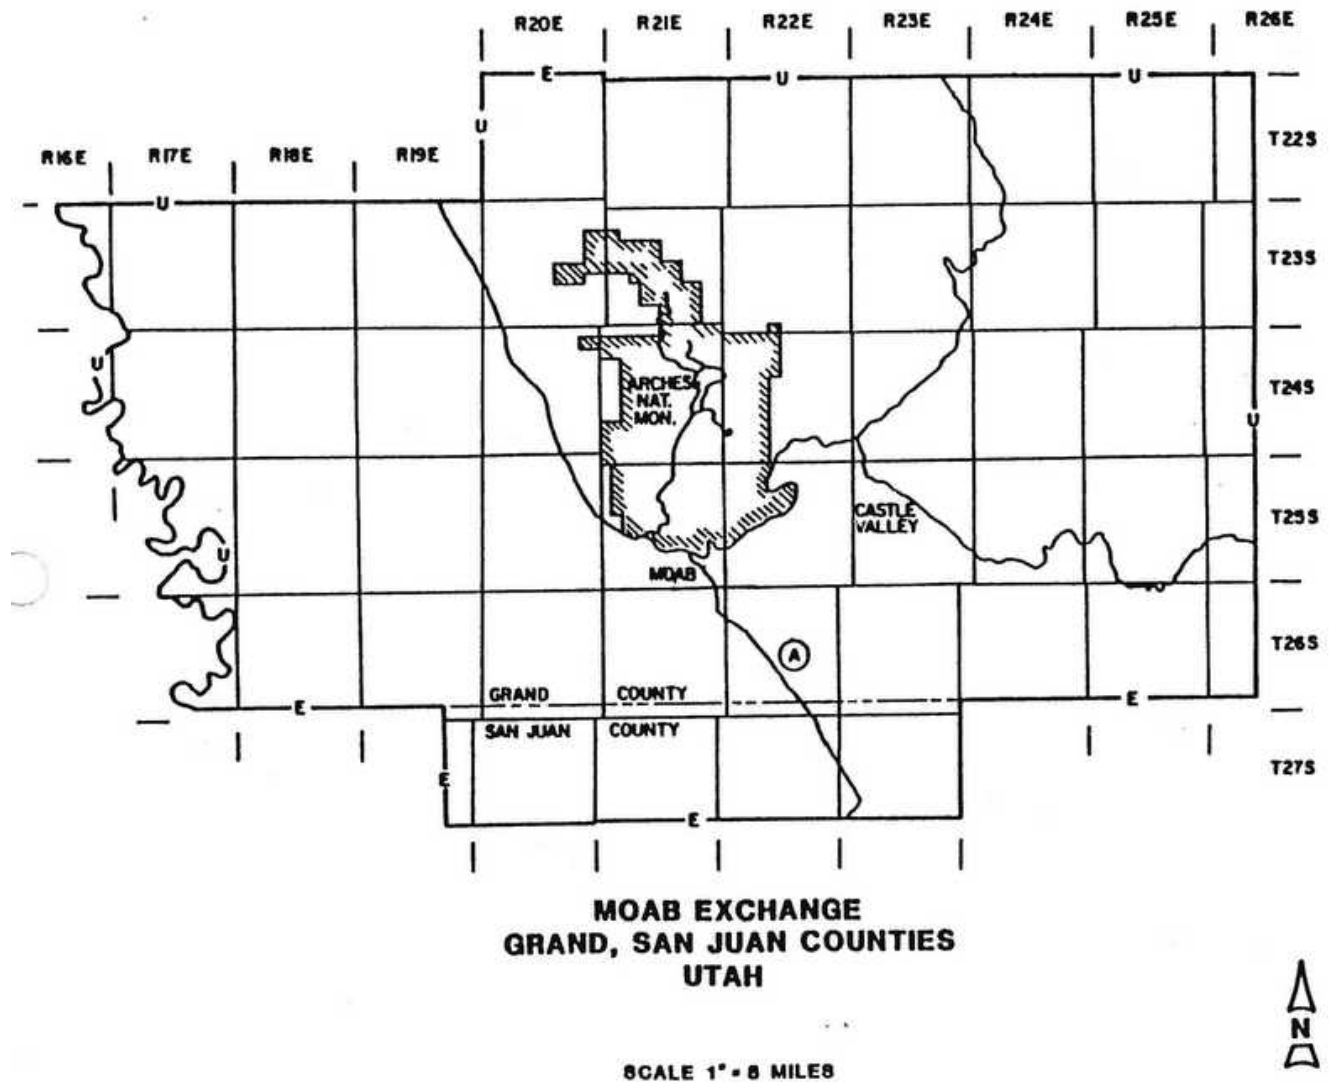 R20E R21E R22E R23E R24E R25E R26E
E U U
U T22S
R16E R17E R18E R19E
U
T23S
U U
ARCHES T24S
NAT.
MON.
U
CASTLE T25S
VALLEY
U
MOAB
A T26S
GRAND COUNTY
E E
SAN JUAN COUNTY
E T27S
E
MOAB EXCHANGE
GRAND, SAN JUAN COUNTIES
UTAH
N
SCALE 1" = 8 MILES